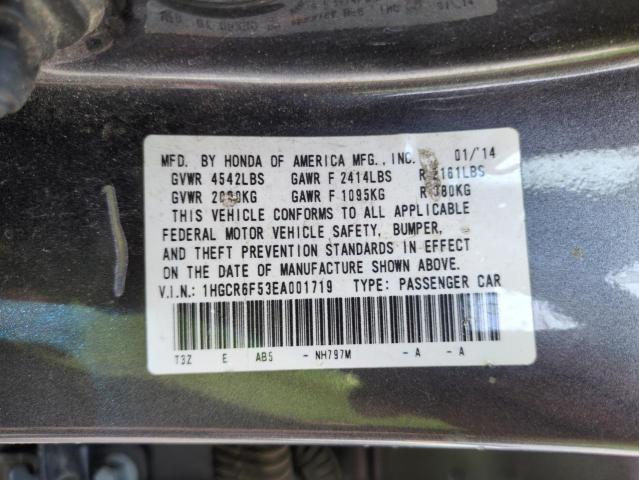 MFD. BY HONDA OF AMERICA MFG., INC. 01/'14
GVWR 4542LBS GAWR F 2414LBS
GVWR GAWR F 1095KG
THIS VEHICLE CONFORMS TO ALL APPLICABLE
FEDERAL MOTOR VEHICLE SAFETY, BUMPER,
AND THEFT PREVENTION STANDARDS IN EFFECT
ON THE DATE OF MANUFACTURE SHOWN ABOVE.
V.I.N.: 1HGCR6F53EA001719 TYPE: PASSENGER CAR
T3Z E AB5 - NH797M - A - A